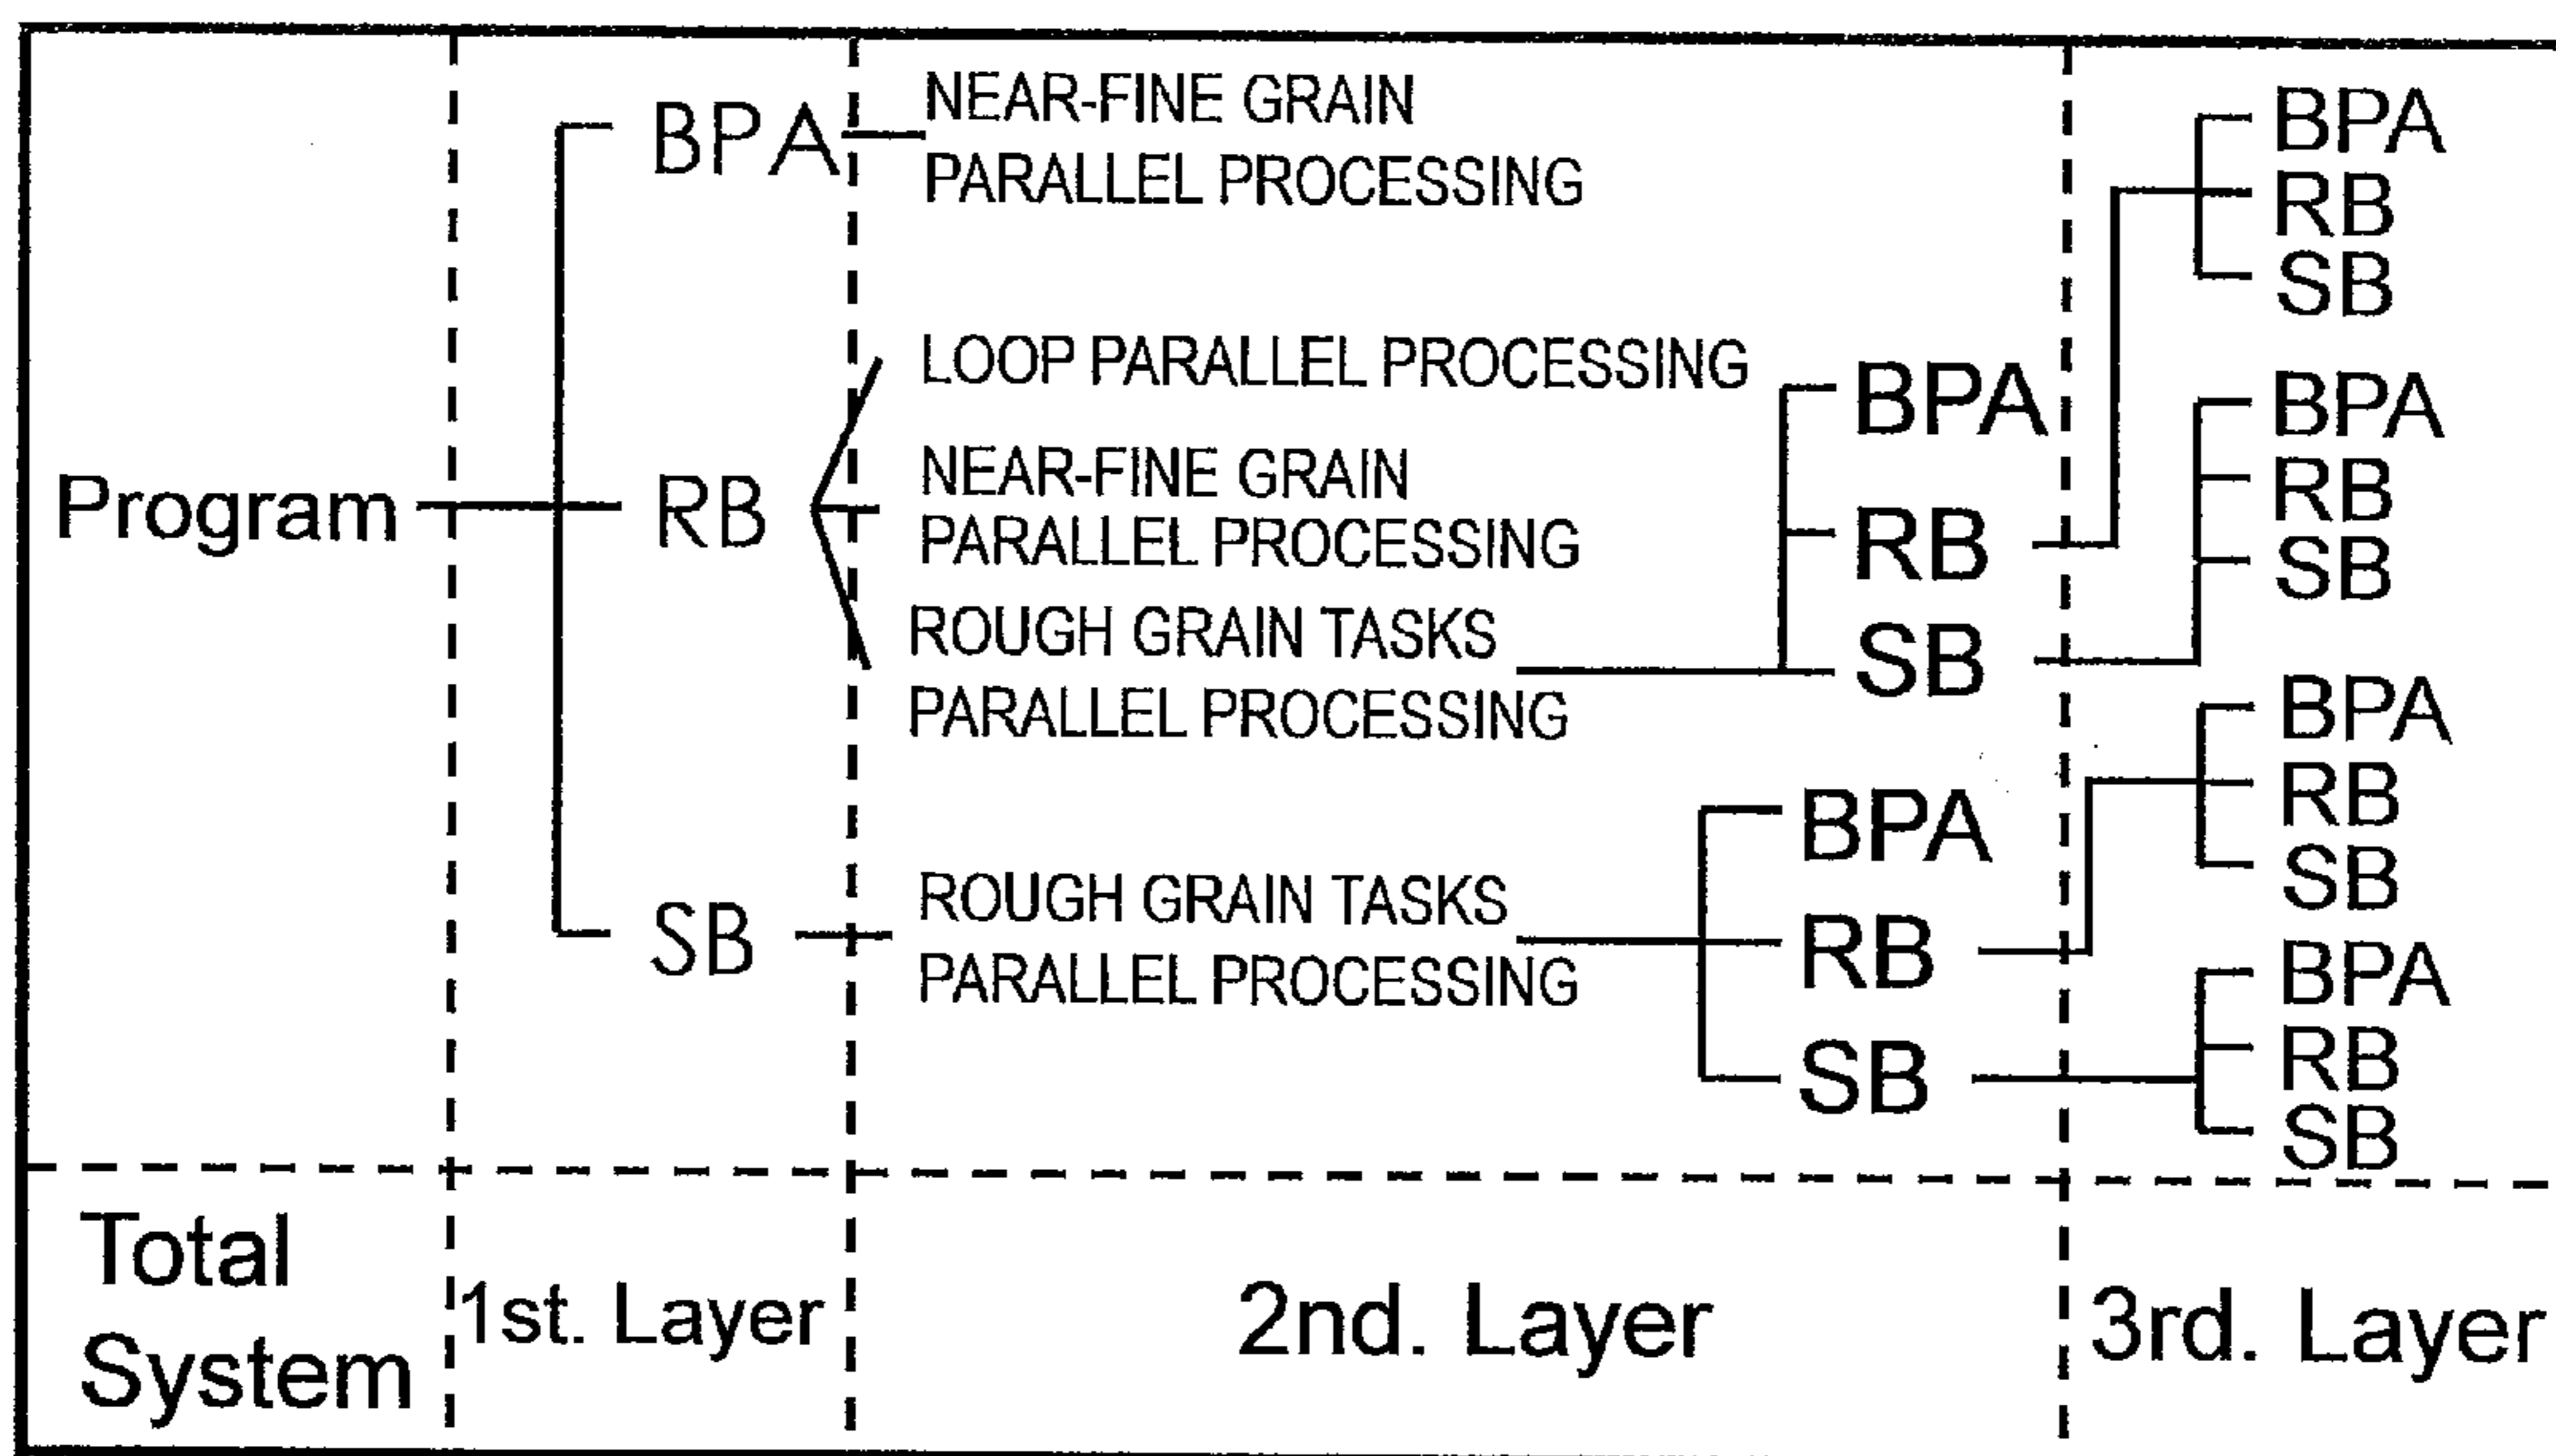 Program
BPA
RB
SB
NEAR-FINE GRAIN
PARALLEL PROCESSING
LOOP PARALLEL PROCESSING
NEAR-FINE GRAIN
PARALLEL PROCESSING
ROUGH GRAIN TASKS
PARALLEL PROCESSING
ROUGH GRAIN TASKS
PARALLEL PROCESSING
BPA
RB
SB
BPA
RB
SB
BPA
RB
SB
BPA
RB
SB
BPA
RB
SB
BPA
RB
SB
Total
System
1st. Layer
2nd. Layer
3rd. Layer